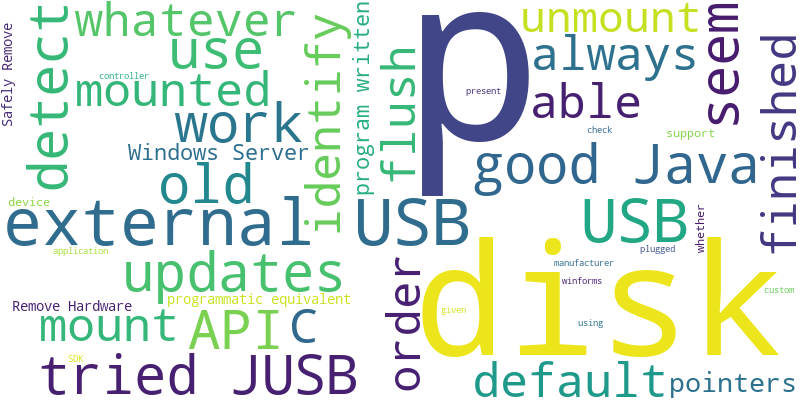 Safely Remove
detect
whatever
use
controller
mounted
identify
program written
flush
p
unmount
always
seem
present
able
check
support
finished
work
Windows Server
good Java
old
device
external
USB
USB
whether
application
plugged
updates
order
disk
manufacturer
winforms
custom
programmatic equivalent
Remove Hardware
given
mount
API
C
using
SDK
tried JUSB
default
pointers